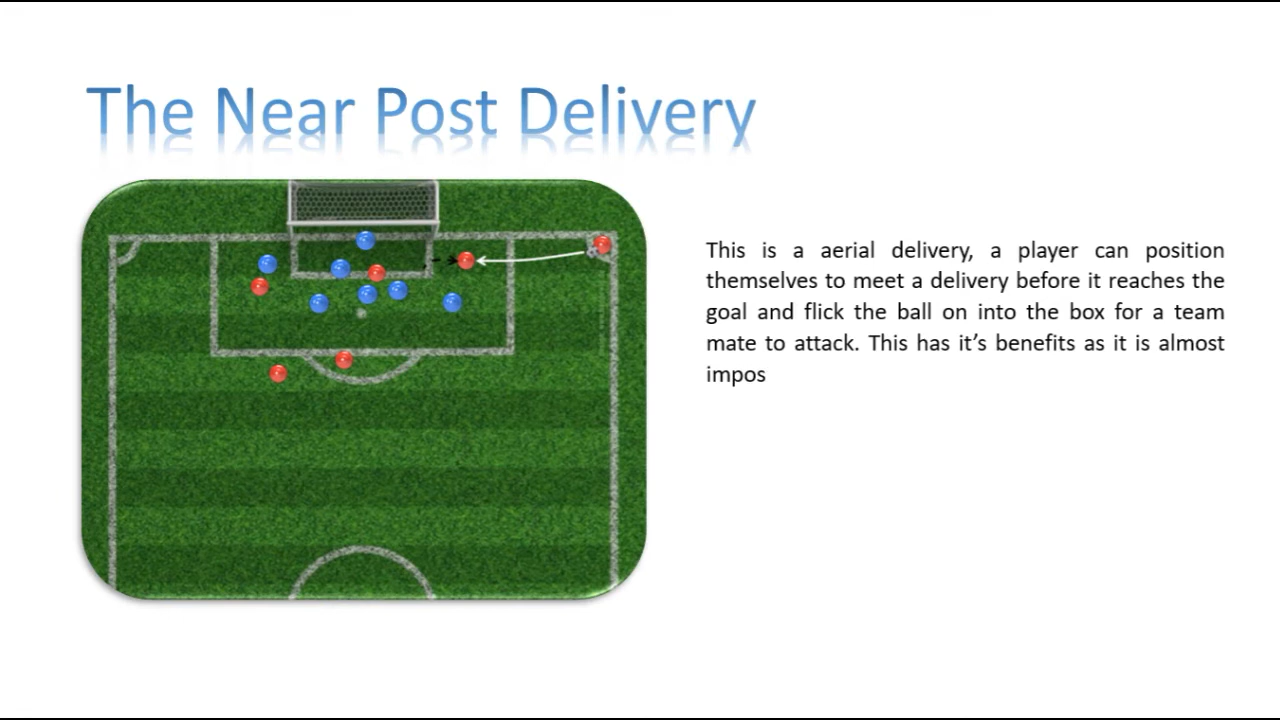 The Near Post Delivery
This is a aerial delivery, a player can position
themselves to meet a delivery before it reaches the
goal and flick the ball on into the box for a team
mate to attack. This has it’s benefits as it is almost
impos